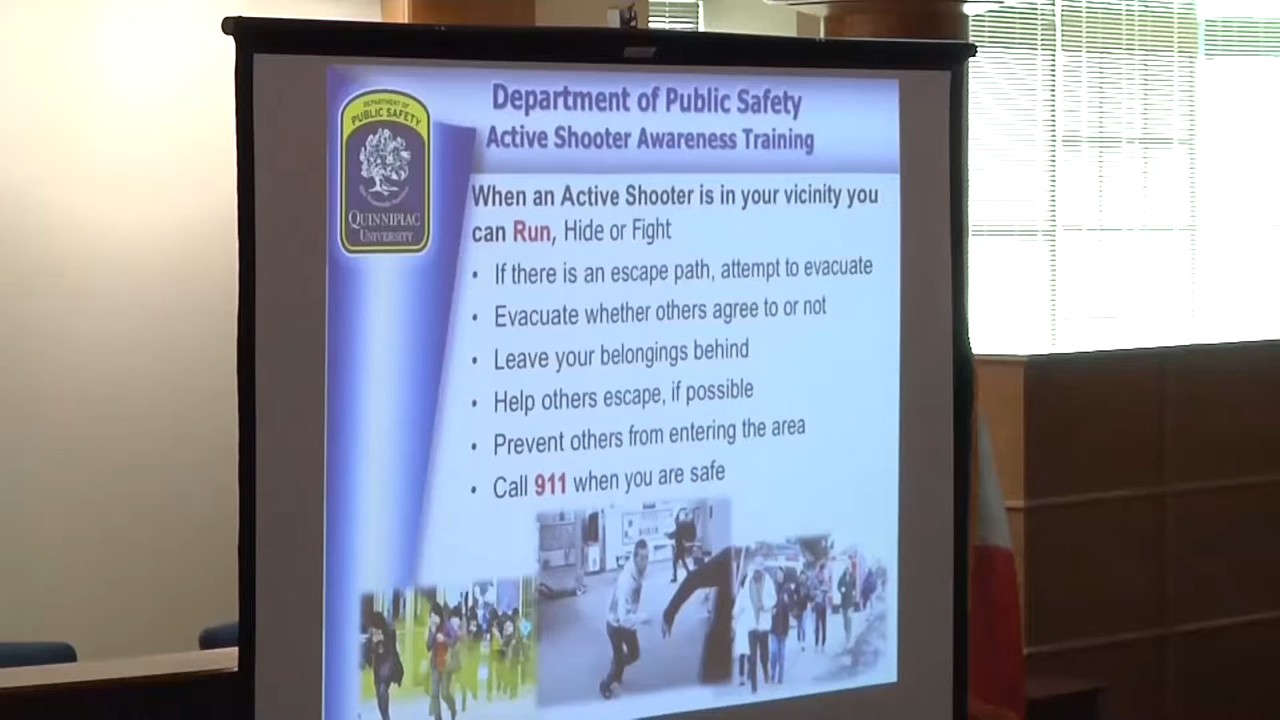 DEPARTMENT OF
PUBLIC SAFETY
QUINNIPIAC
UNIVERSITY
Department of Public Safety
Active Shooter Awareness Training
When an Active Shooter is in your vicinity you
can Run, Hide or Fight
• If there is an escape path, attempt to evacuate
• Evacuate whether others agree to or not
• Leave your belongings behind
• Help others escape, if possible
• Prevent others from entering the area
• Call 911 when you are safe